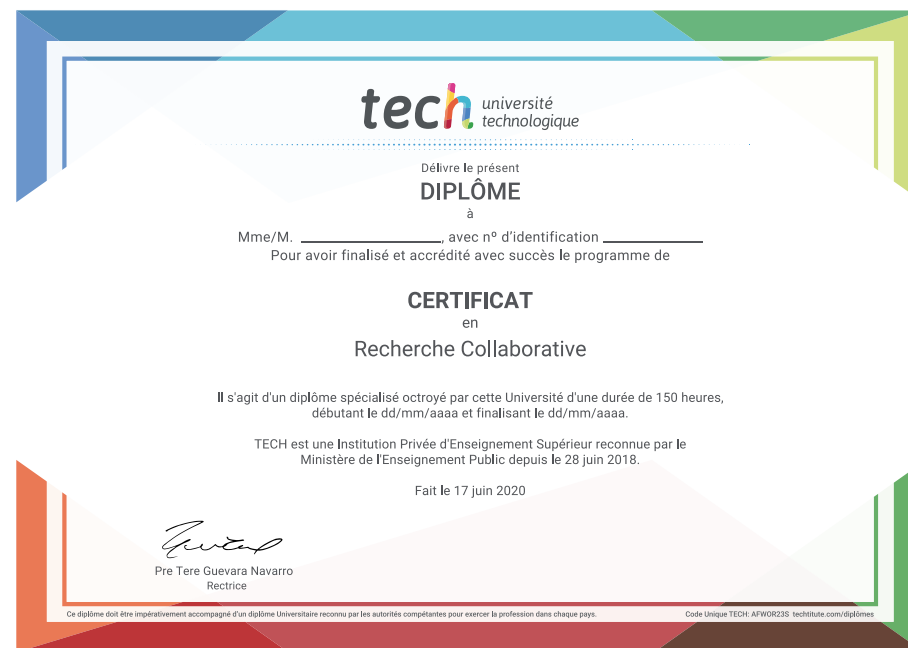 tech université
technologique
Délivre le présent
DIPLÔME
à
Mme/M. ____________________, avec nº d'identification ______________
Pour avoir finalisé et accrédité avec succès le programme de
CERTIFICAT
en
Recherche Collaborative
Il s'agit d'un diplôme spécialisé octroyé par cette Université d'une durée de 150 heures,
débutant le dd/mm/aaaa et finalisant le dd/mm/aaaa.
TECH est une Institution Privée d'Enseignement Supérieur reconnue par le
Ministère de l'Enseignement Public depuis le 28 juin 2018.
Fait le 17 juin 2020
Pre Tere Guevara Navarro
Rectrice
Ce diplôme doit être impérativement accompagné d'un diplôme Universitaire reconnu par les autorités compétantes pour exercer la profession dans chaque pays.
Code Unique TECH: AFWOR23S techtitute.com/diplômes